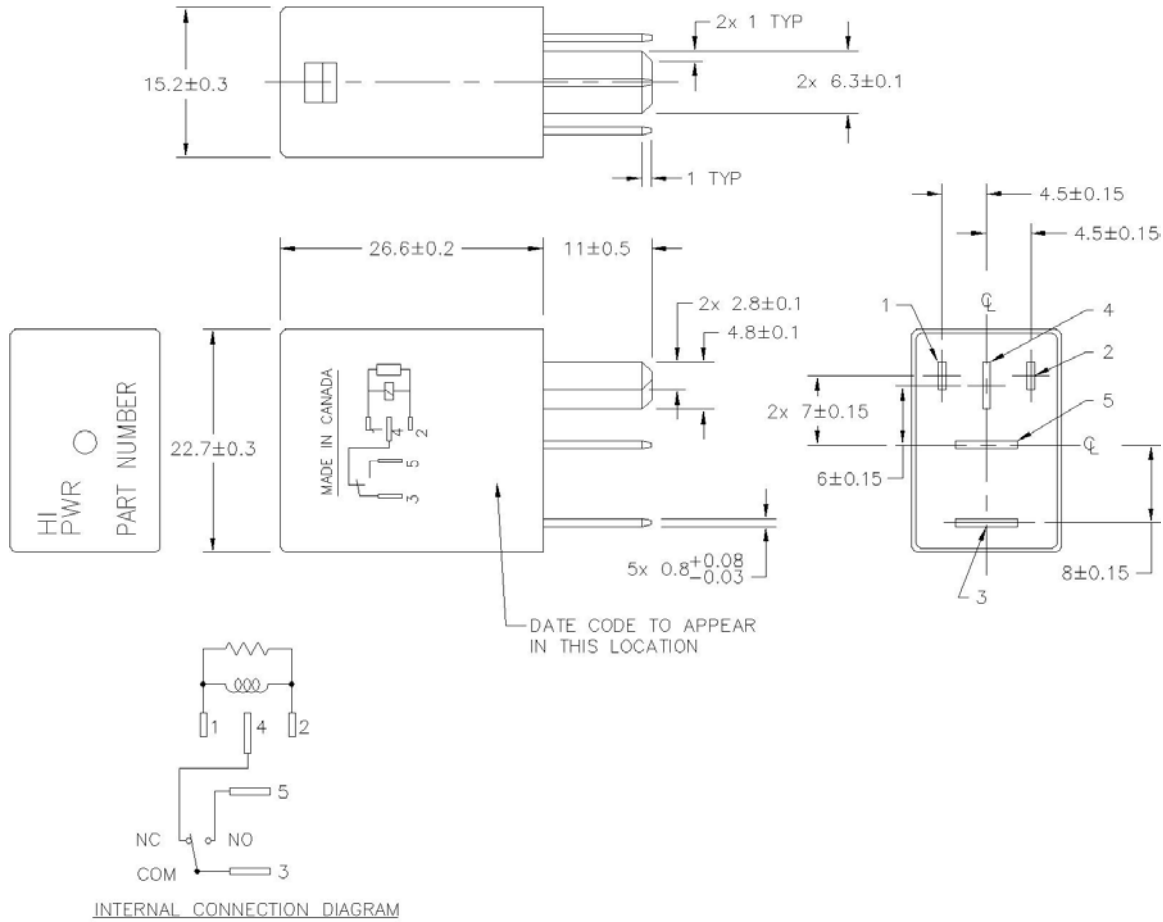 2x 1 TYP
15.2±0.3
2x 6.3±0.1
1 TYP
4.5±0.15
4.5±0.15
26.6±0.2
11±0.5
2x 2.8±0.1
4.8±0.1
℄
1
4
2
5
℄
2x 7±0.15
6±0.15
8±0.15
3
HI
PWR
PART NUMBER
22.7±0.3
MADE IN CANADA
1
4
2
5
3
5x 0.8+0.08
-0.03
DATE CODE TO APPEAR
IN THIS LOCATION
1
4
2
5
NC
NO
COM
3
INTERNAL CONNECTION DIAGRAM